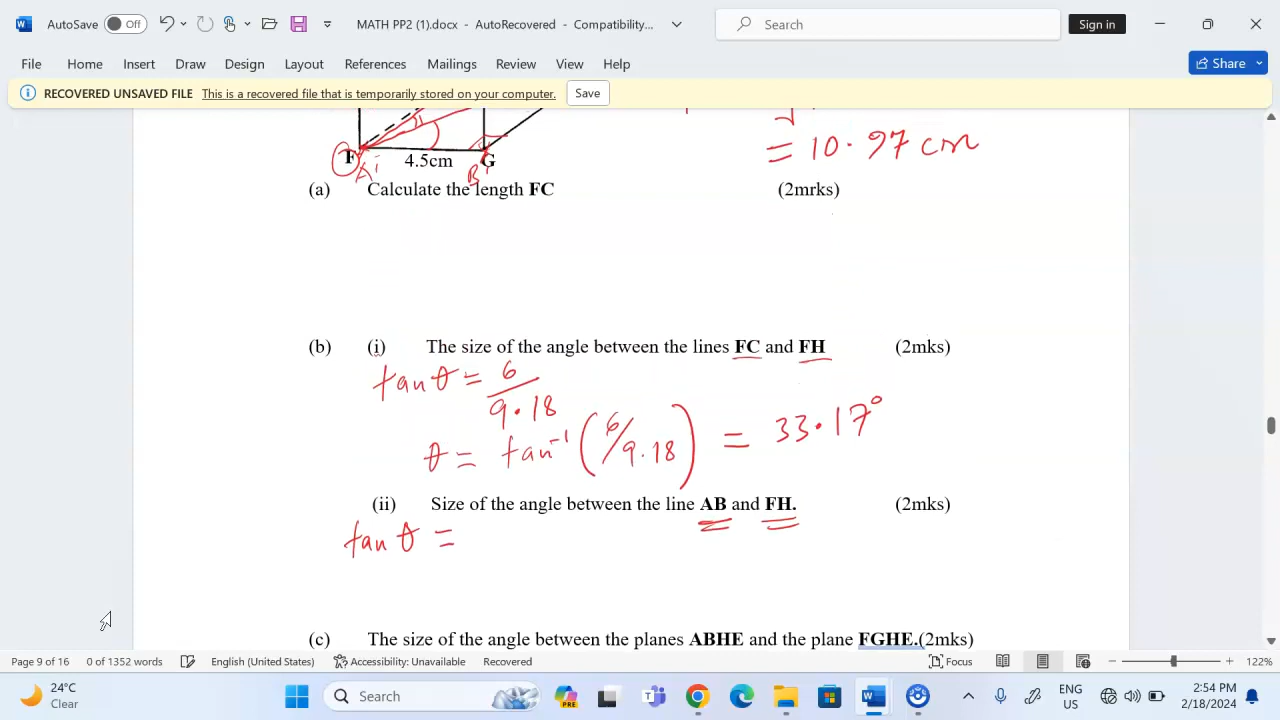 AutoSave Off MATH PP2 (1).docx - AutoRecovered - Compatibility... Search Sign in
File Home Insert Draw Design Layout References Mailings Review View Help Share
RECOVERED UNSAVED FILE This is a recovered file that is temporarily stored on your computer. Save
= 10.97 cm
F 4.5cm G
A' B'
(a) Calculate the length FC (2mrks)
(b) (i) The size of the angle between the lines FC and FH (2mks)
tan θ = 6/9.18
θ = tan⁻¹ (6/9.18) = 33.17°
(ii) Size of the angle between the line AB and FH. (2mks)
tan θ =
(c) The size of the angle between the planes ABHE and the plane FGHE.(2mks)
Page 9 of 16 0 of 1352 words English (United States) Accessibility: Unavailable Recovered Focus 122%
24°C
Clear
Search
PRE
ENG
US
2:54 PM
2/18/2024